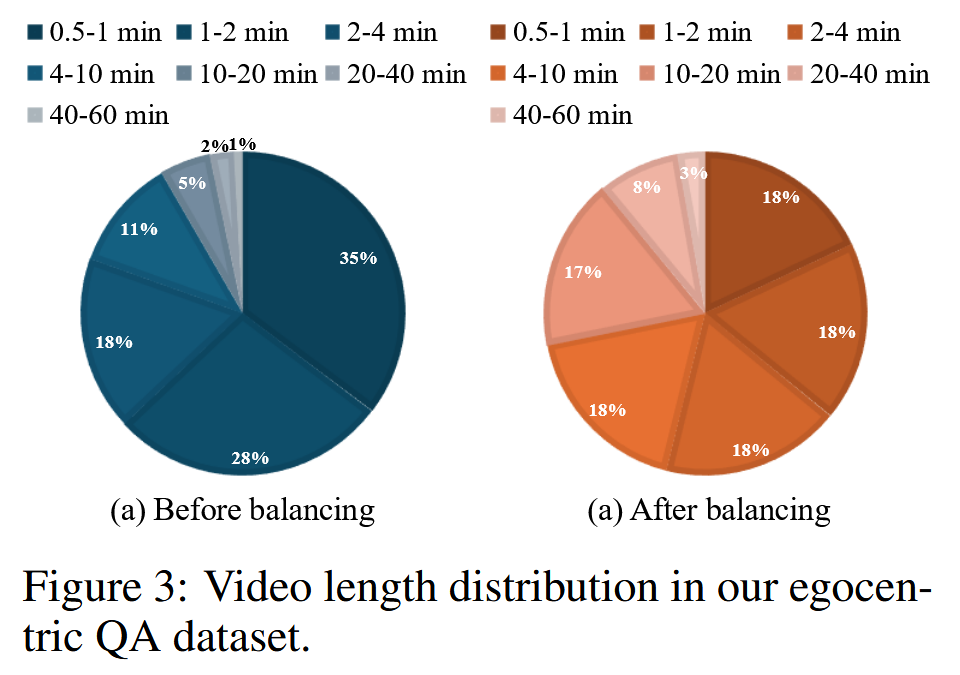 0.5-1 min 1-2 min 2-4 min
4-10 min 10-20 min 20-40 min
40-60 min
2% 1%
5%
11%
35%
18%
28%
(a) Before balancing
0.5-1 min 1-2 min 2-4 min
4-10 min 10-20 min 20-40 min
40-60 min
3%
8%
18%
17%
18%
18%
18%
(a) After balancing
Figure 3: Video length distribution in our egocen-
tric QA dataset.